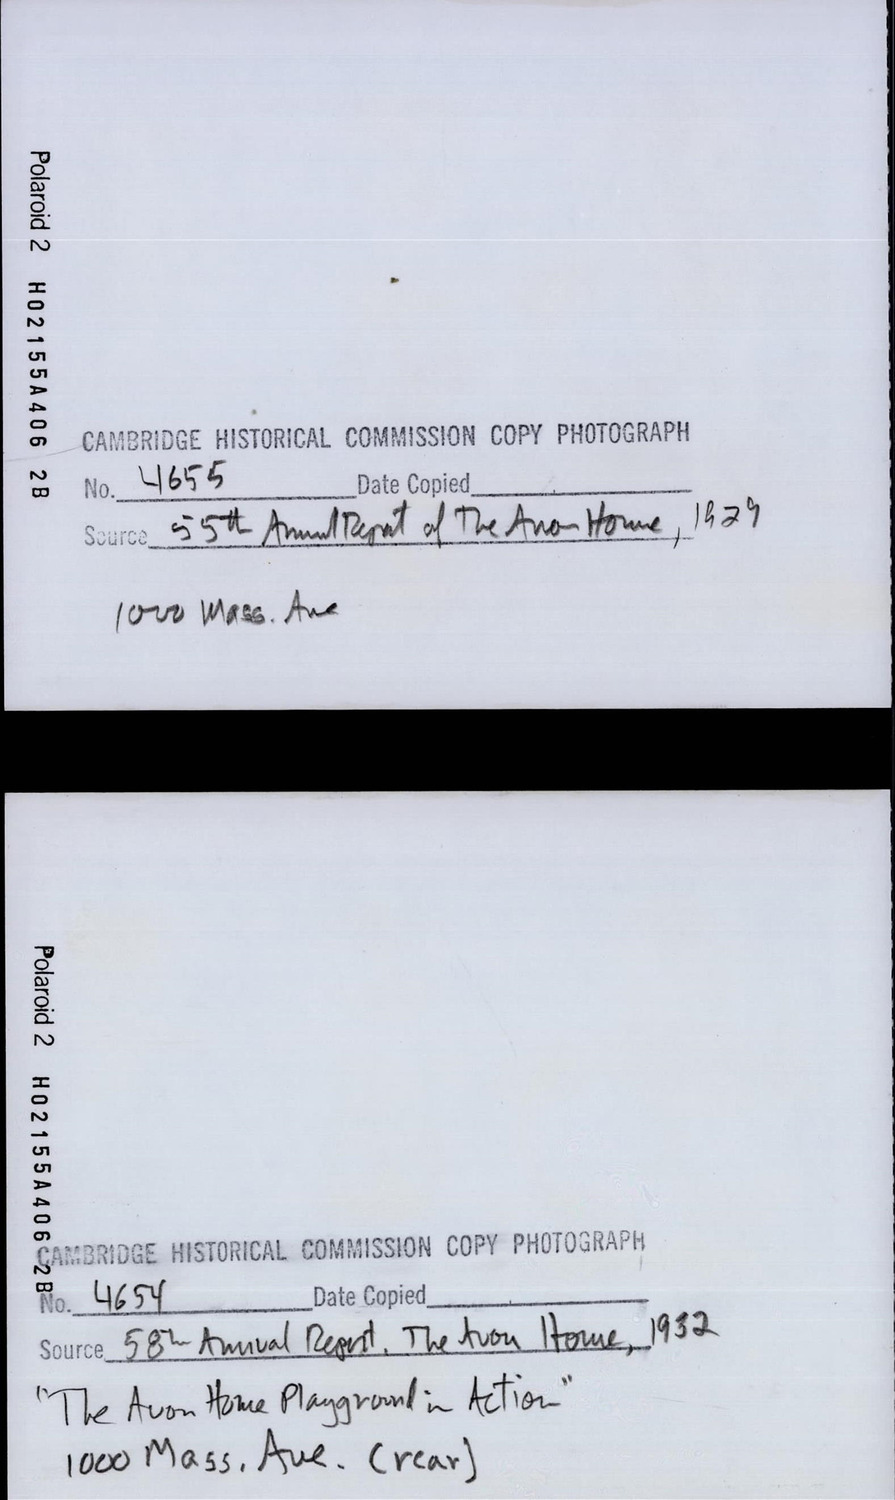 Polaroid 2 H02155A406 2B
CAMBRIDGE HISTORICAL COMMISSION COPY PHOTOGRAPH
No. 4655 Date Copied
Source 55th Annual Report of The Avon Home, 1929
1000 Mass. Ave
Polaroid 2 H02155A406 2B
CAMBRIDGE HISTORICAL COMMISSION COPY PHOTOGRAPH
No. 4654 Date Copied
Source 58th Annual Report. The Avon Home, 1932
"The Avon Home Playground in Action"
1000 Mass. Ave. (rear)